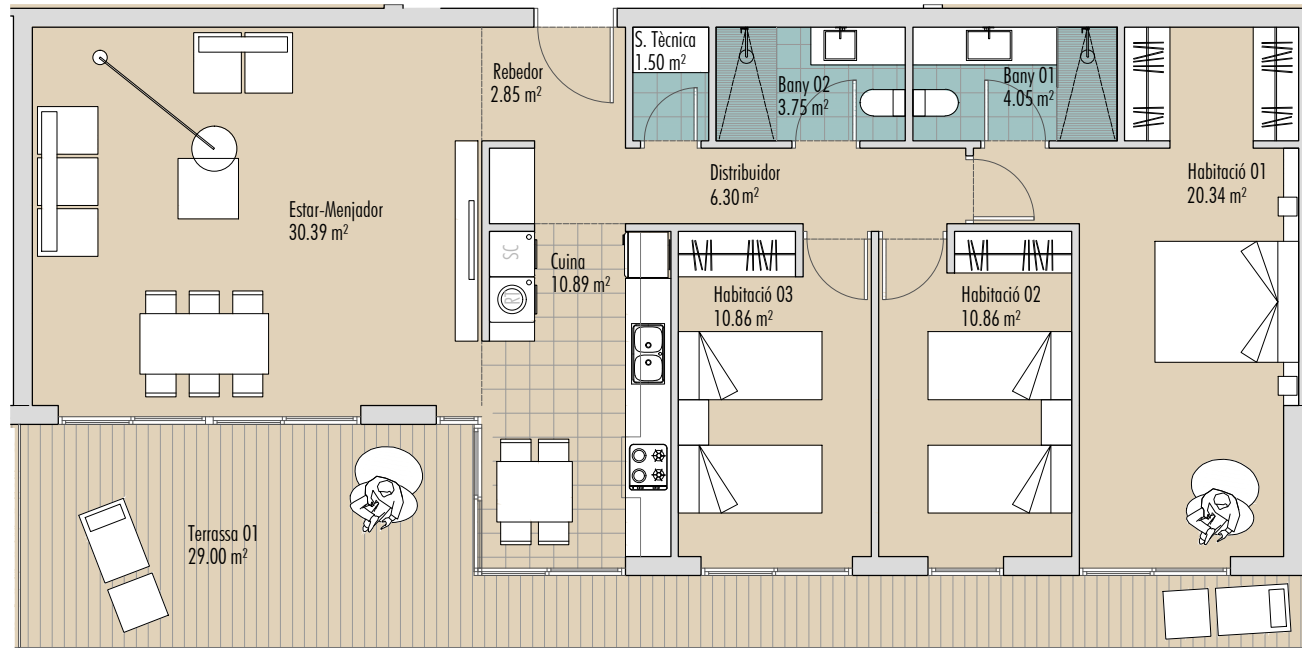 S. Tècnica
1.50 m²
Rebedor
2.85 m²
Bany 02
3.75 m²
Bany 01
4.05 m²
Distribuidor
6.30 m²
Habitació 01
20.34 m²
Estar-Menjador
30.39 m²
SC
Cuina
10.89 m²
RT
Habitació 03
10.86 m²
Habitació 02
10.86 m²
Terrassa 01
29.00 m²